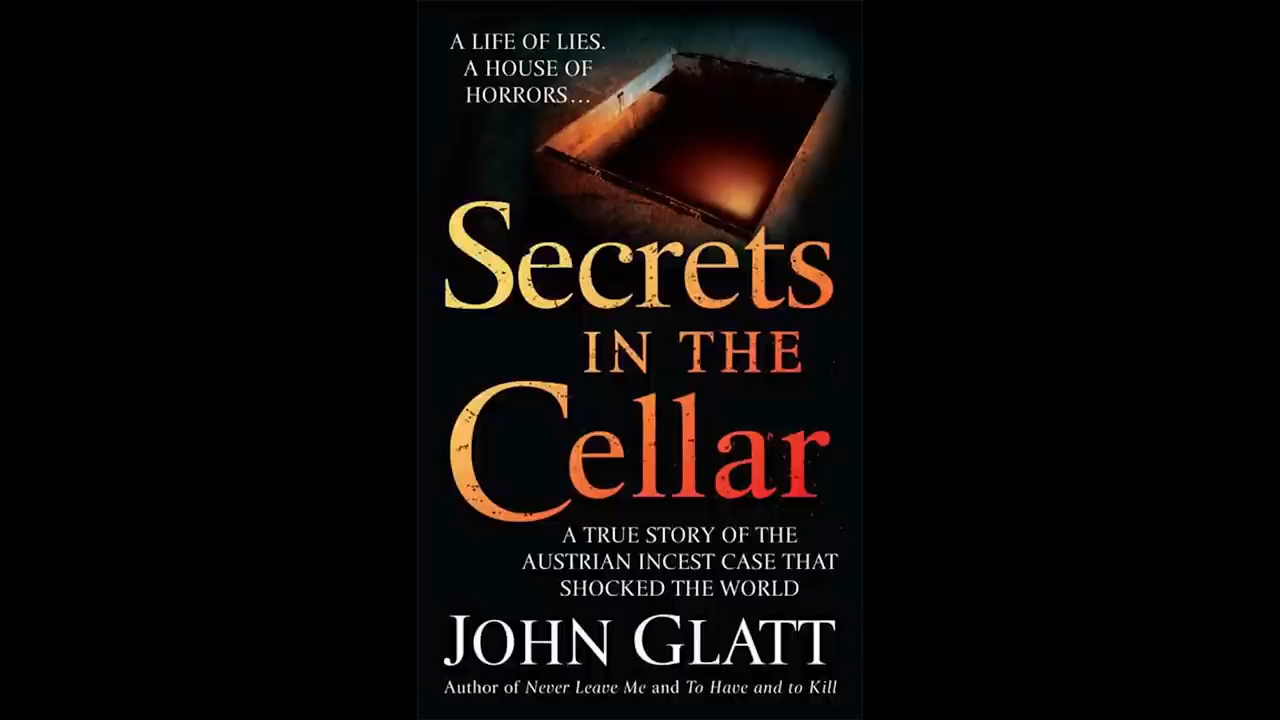 A LIFE OF LIES.
A HOUSE OF
HORRORS...
SECRETS
IN THE
CELLAR
A TRUE STORY OF THE
AUSTRIAN INCEST CASE THAT
SHOCKED THE WORLD
JOHN GLATT
Author of Never Leave Me and To Have and to Kill